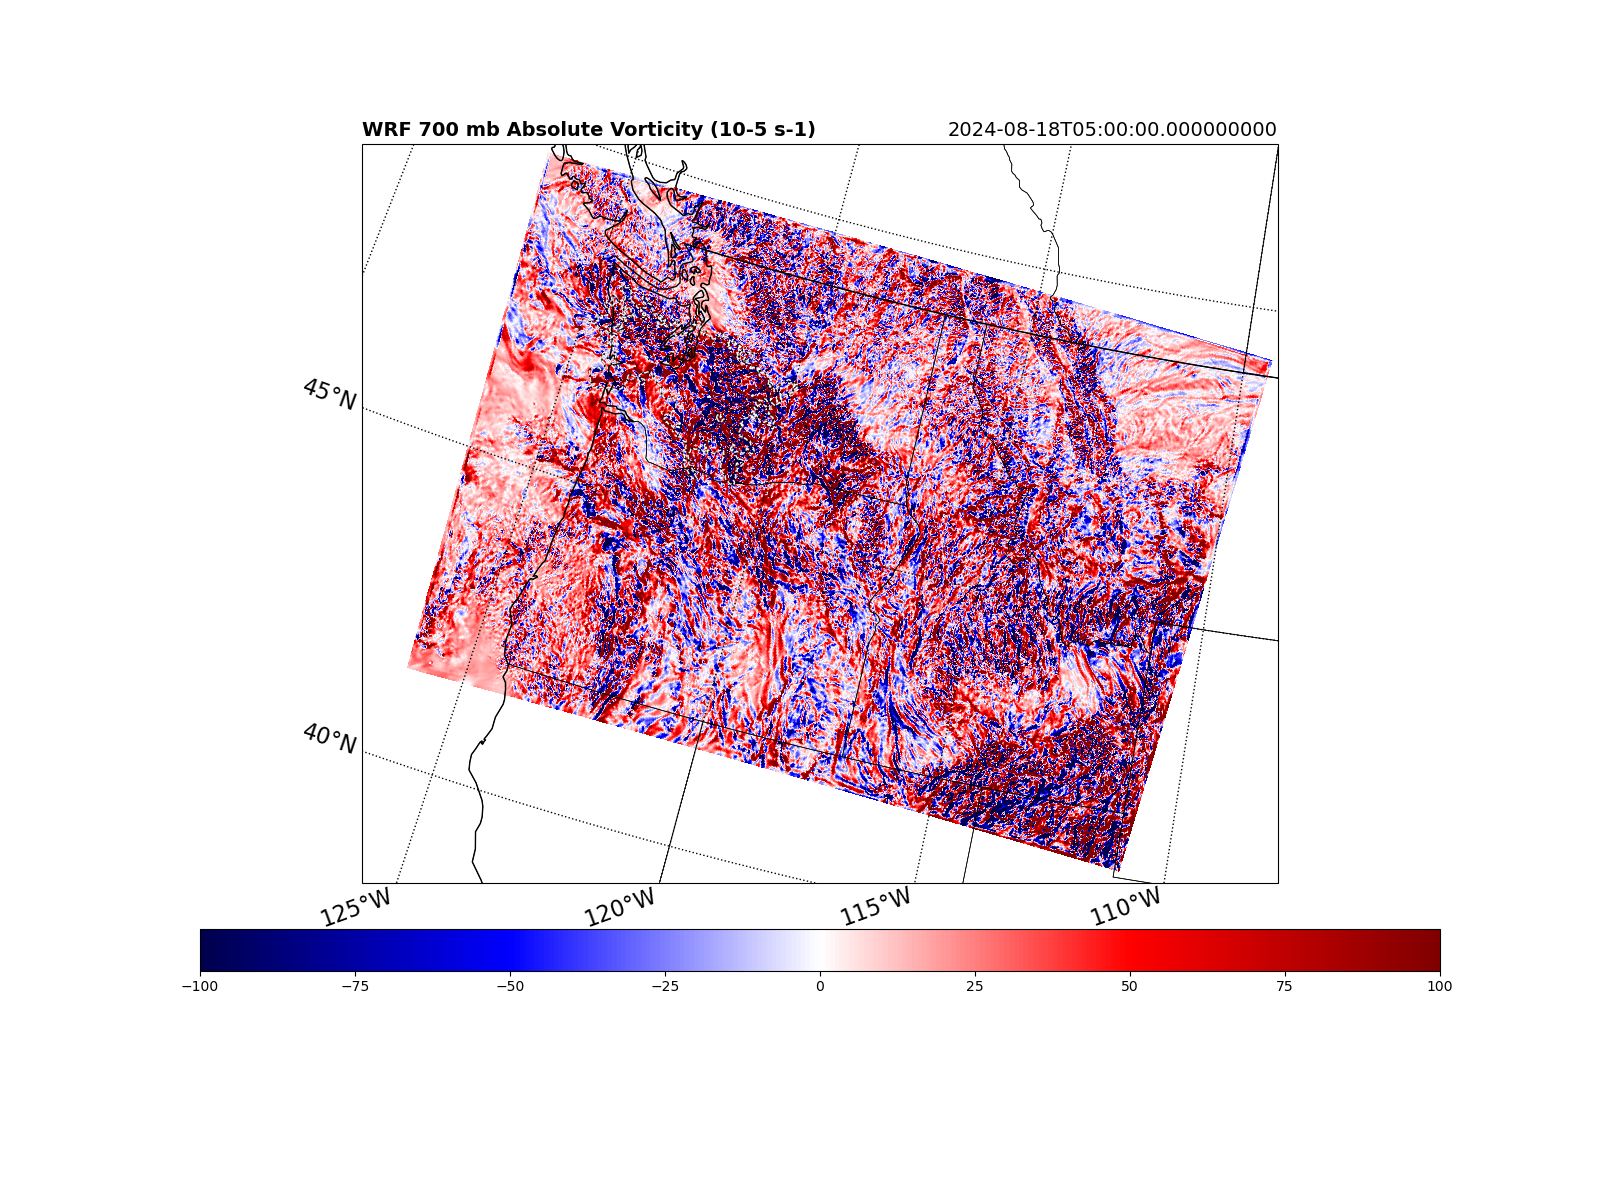 WRF 700 mb Absolute Vorticity (10-5 s-1) 2024-08-18T05:00:00.000000000
45°N
40°N
125°W 120°W 115°W 110°W
−100 −75 −50 −25 0 25 50 75 100